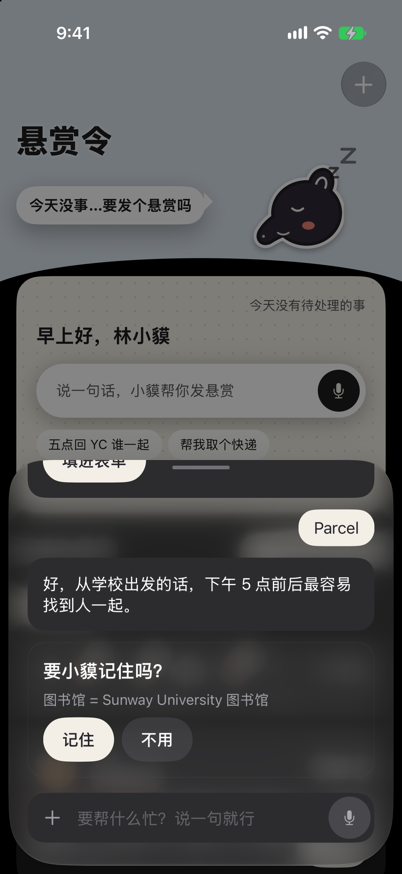 9:41
悬赏令
z
z
今天没事...要发个悬赏吗
今天没有待处理的事
早上好，林小貘
说一句话，小貘帮你发悬赏
五点回 YC 谁一起
帮我取个快递
填进表单
Parcel
好，从学校出发的话，下午 5 点前后最容易
找到人一起。
要小貘记住吗？
图书馆 = Sunway University 图书馆
记住
不用
要帮什么忙？说一句就行